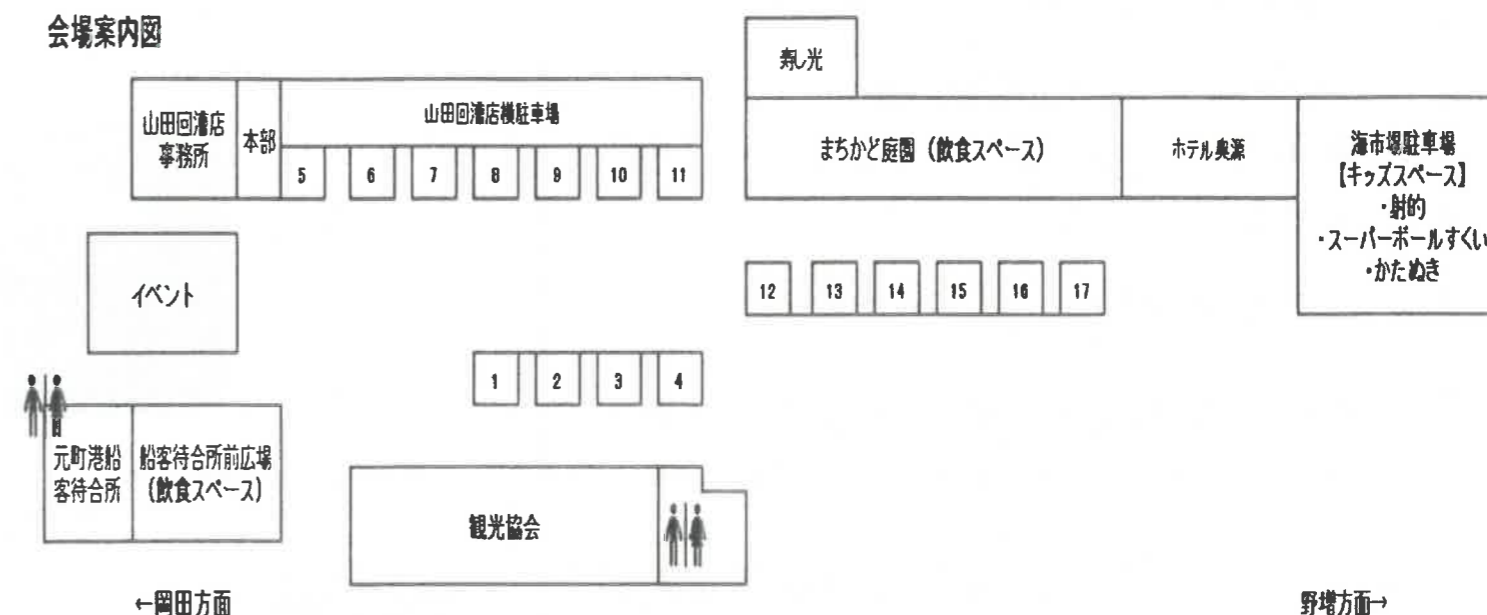 会場案内図
寿し光
山田回漕店
事務所
本部
山田回漕店横駐車場
5 6 7 8 9 10 11
まちかど庭園（飲食スペース）
ホテル奥源
海市場駐車場
【キッズスペース】
・射的
・スーパーボールすくい
・かたぬき
イベント
12 13 14 15 16 17
1 2 3 4
元町港船
客待合所
船客待合所前広場
（飲食スペース）
観光協会
←岡田方面
野増方面→